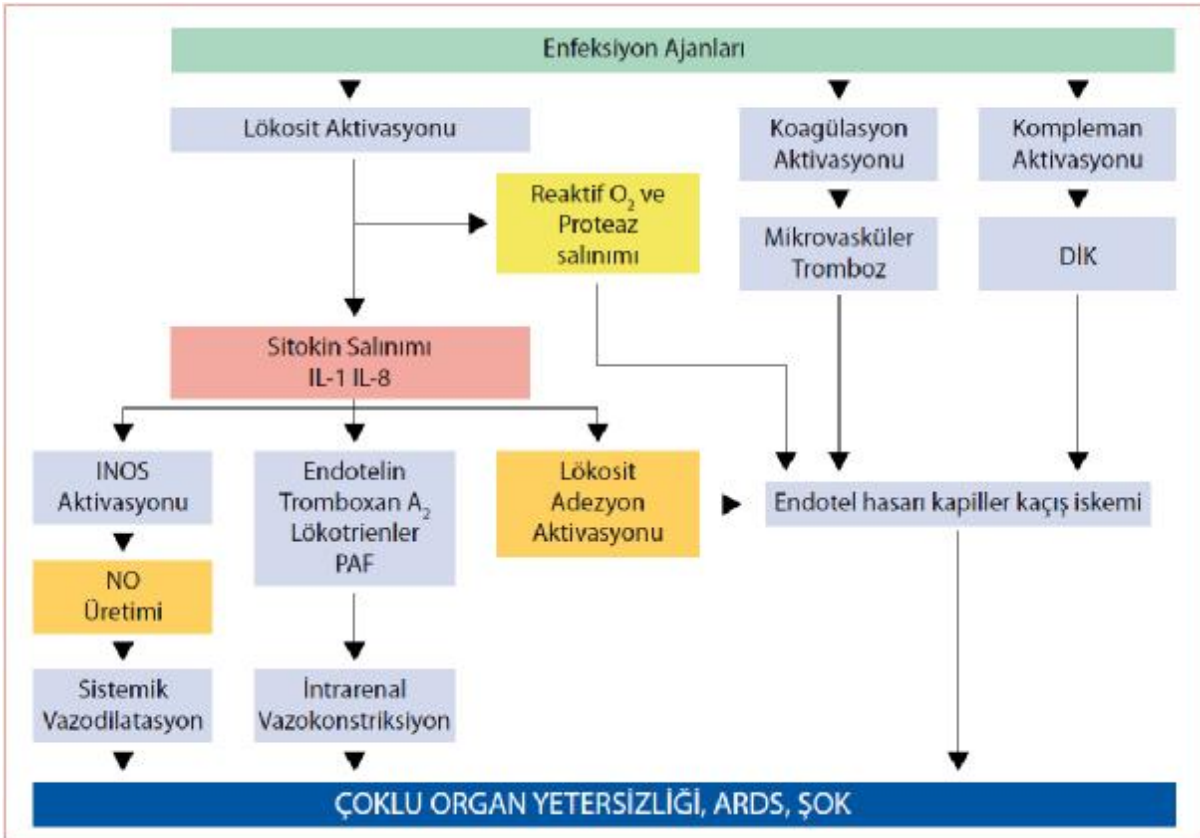 Enfeksiyon Ajanları
Lökosit Aktivasyonu
Koagülasyon
Aktivasyonu
Kompleman
Aktivasyonu
Reaktif O₂ ve
Proteaz
salınımı
Mikrovasküler
Tromboz
DİK
Sitokin Salınımı
IL-1 IL-8
INOS
Aktivasyonu
Endotelin
Tromboxan A₂
Lökotrienler
PAF
Lökosit
Adezyon
Aktivasyonu
Endotel hasarı kapiller kaçış iskemi
NO
Üretimi
Sistemik
Vazodilatasyon
İntrarenal
Vazokonstriksiyon
ÇOKLU ORGAN YETERSİZLİĞİ, ARDS, ŞOK